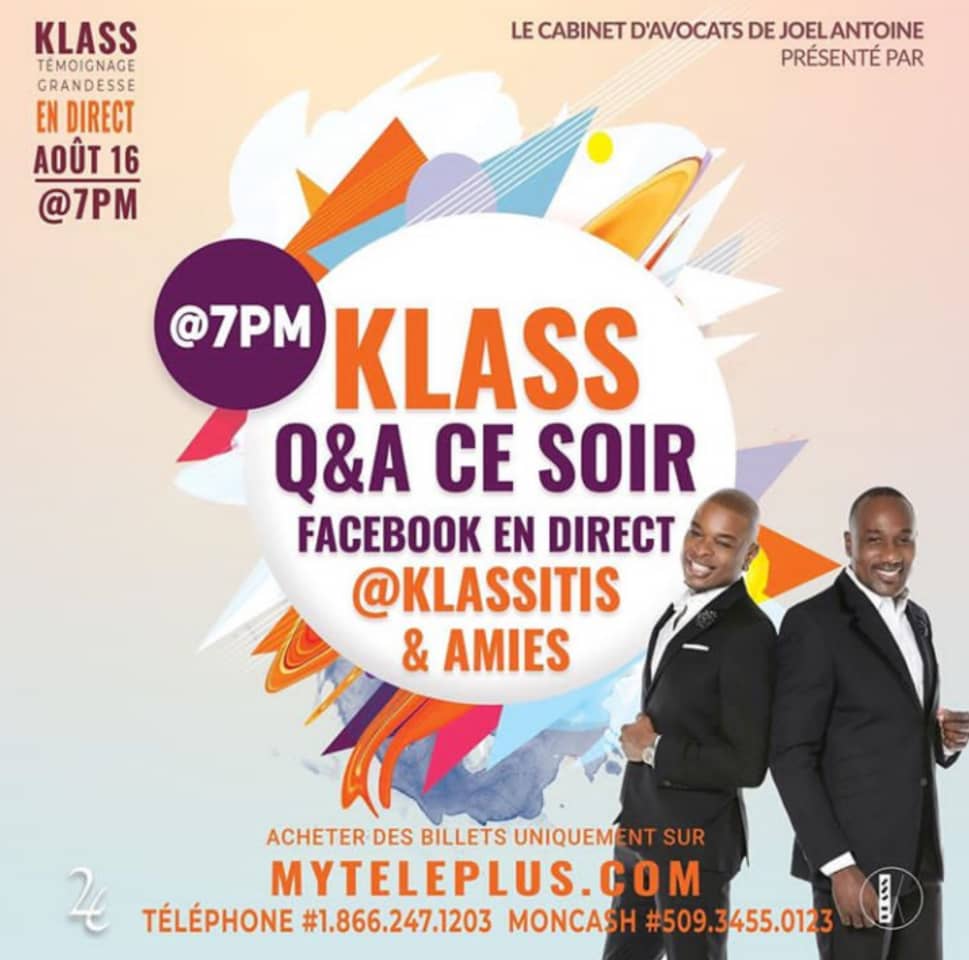 KLASS
TÉMOIGNAGE
GRANDESSE
EN DIRECT
AOÛT 16
@7PM
LE CABINET D'AVOCATS DE JOEL ANTOINE
PRÉSENTÉ PAR
@7PM
KLASS
Q&A CE SOIR
FACEBOOK EN DIRECT
@KLASSITIS
& AMIES
ACHETER DES BILLETS UNIQUEMENT SUR
MYTELEPLUS.COM
TÉLÉPHONE #1.866.247.1203 MONCASH #509.3455.0123
KLASS